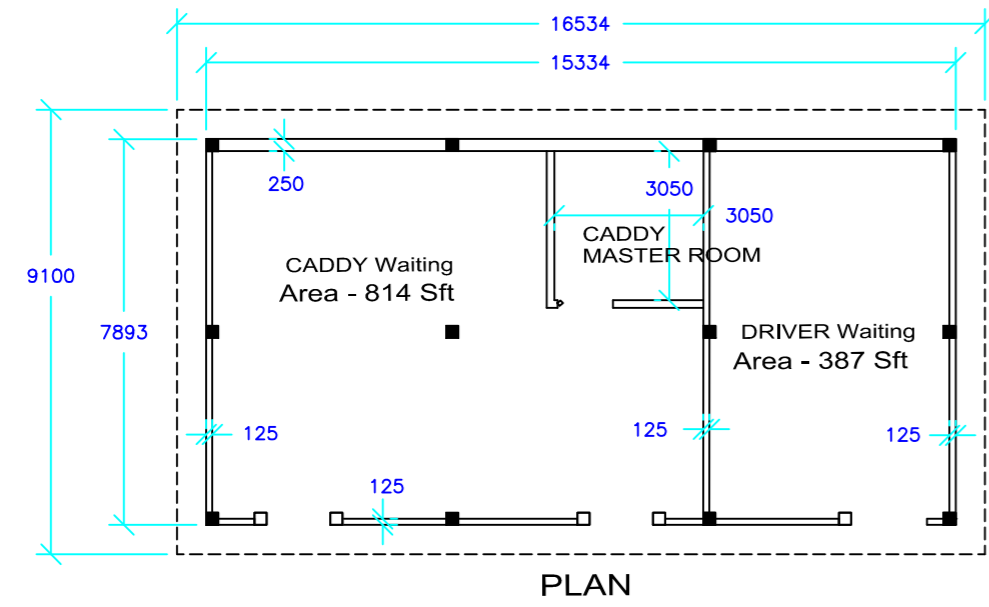 16534
15334
250
3050
3050
CADDY
MASTER ROOM
CADDY Waiting
Area - 814 Sft
9100
7893
DRIVER Waiting
Area - 387 Sft
125
125
125
125
PLAN